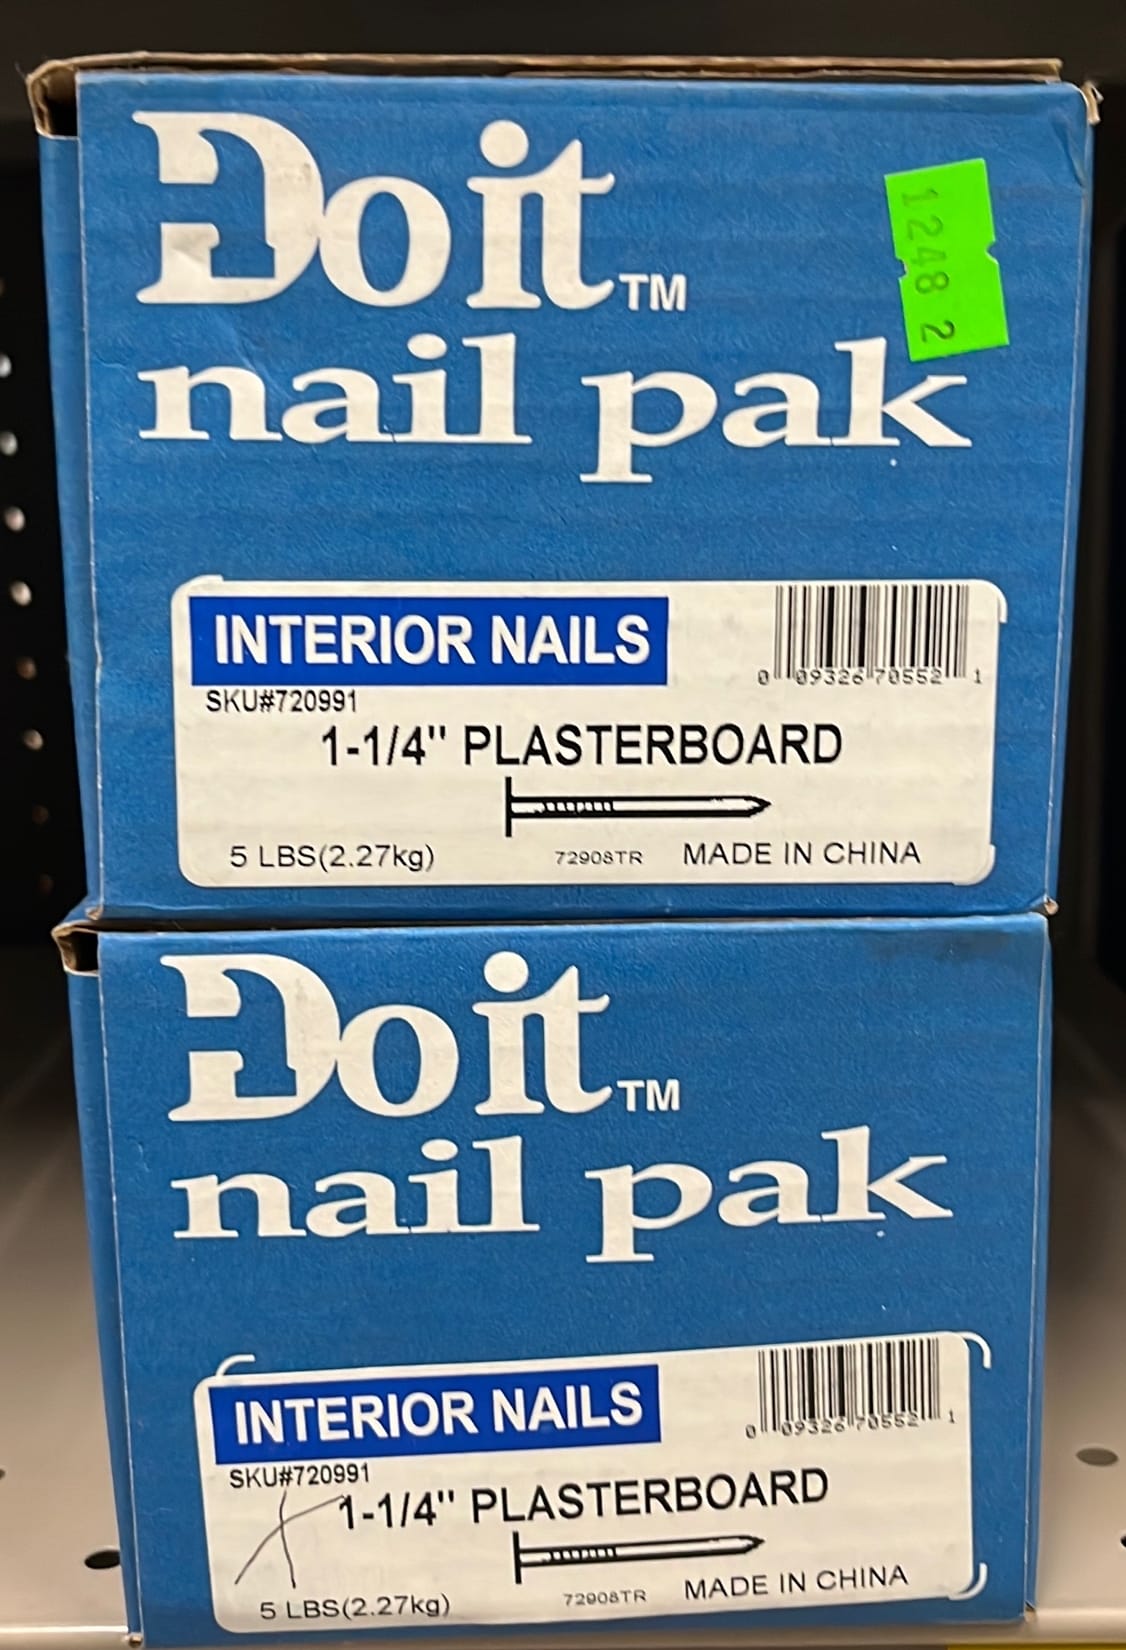 Do it™
1248 2
nail pak
INTERIOR NAILS
0 09326 70552 1
SKU#720991
1-1/4" PLASTERBOARD
5 LBS(2.27kg) 72908TR MADE IN CHINA
Do it™
nail pak
INTERIOR NAILS
0 09326 70552 1
SKU#720991
1-1/4" PLASTERBOARD
5 LBS(2.27kg) 72908TR MADE IN CHINA